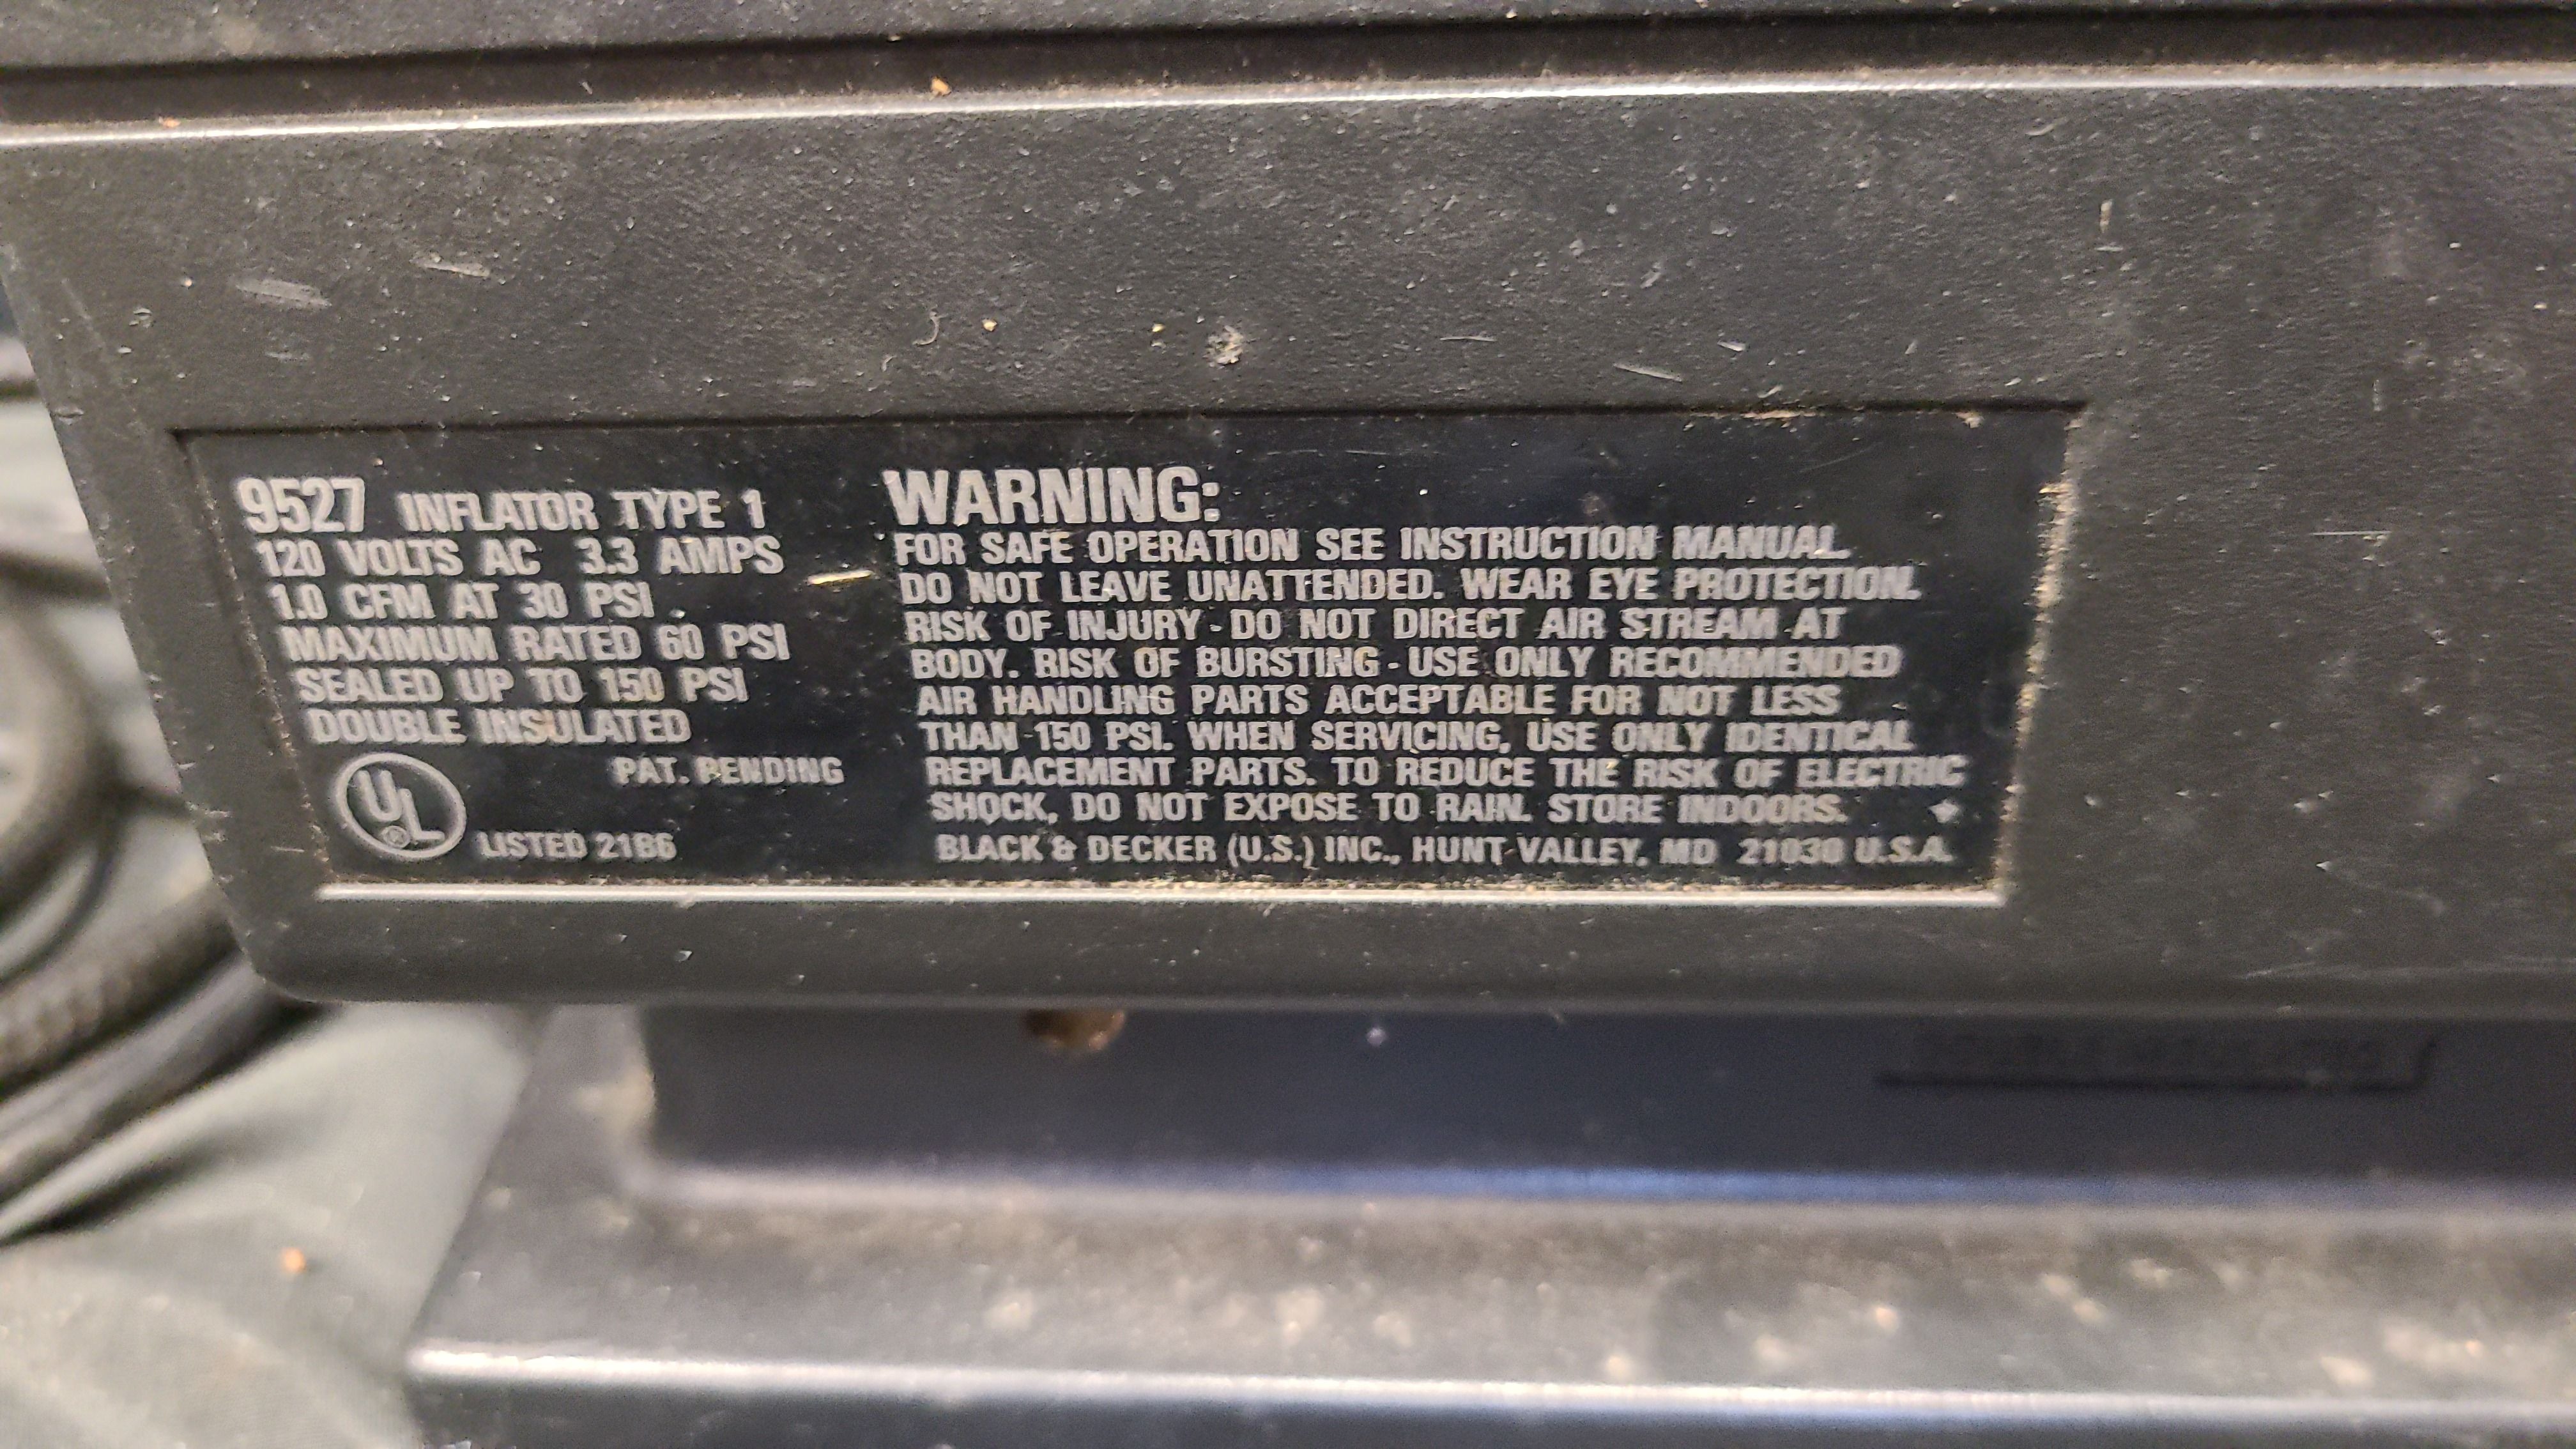 9527 INFLATOR TYPE 1
120 VOLTS AC 3.3 AMPS
1.0 CFM AT 30 PSI
MAXIMUM RATED 60 PSI
SEALED UP TO 150 PSI
DOUBLE INSULATED
PAT. PENDING
UL ®
LISTED 21B6
WARNING:
FOR SAFE OPERATION SEE INSTRUCTION MANUAL.
DO NOT LEAVE UNATTENDED. WEAR EYE PROTECTION.
RISK OF INJURY - DO NOT DIRECT AIR STREAM AT
BODY. RISK OF BURSTING - USE ONLY RECOMMENDED
AIR HANDLING PARTS ACCEPTABLE FOR NOT LESS
THAN 150 PSI. WHEN SERVICING, USE ONLY IDENTICAL
REPLACEMENT PARTS. TO REDUCE THE RISK OF ELECTRIC
SHOCK, DO NOT EXPOSE TO RAIN. STORE INDOORS.
BLACK & DECKER (U.S.) INC., HUNT VALLEY, MD 21030 U.S.A.